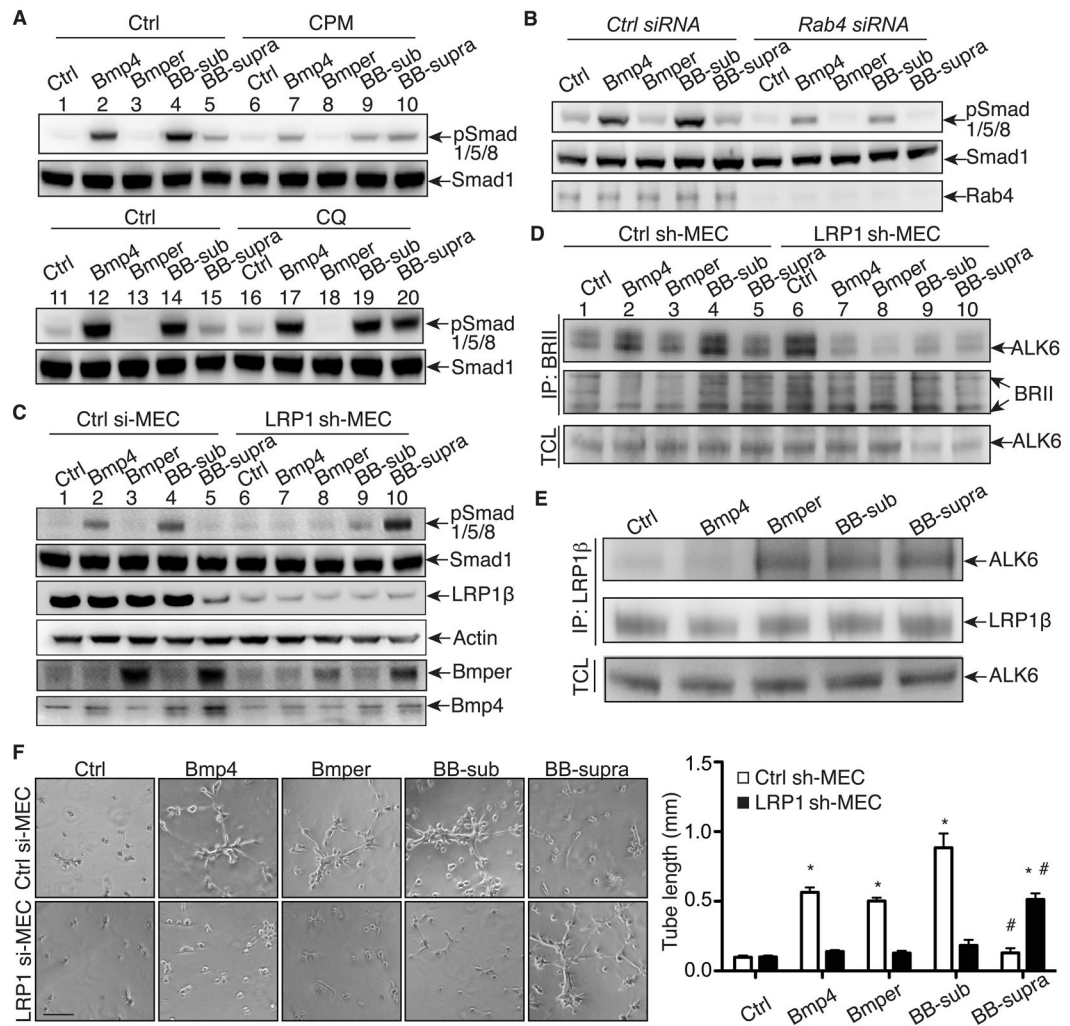 A
Ctrl CPM
Ctrl Bmp4 Bmper BB-sub BB-supra Ctrl Bmp4 Bmper BB-sub BB-supra
1 2 3 4 5 6 7 8 9 10
pSmad
1/5/8
Smad1
Ctrl CQ
Ctrl Bmp4 Bmper BB-sub BB-supra Ctrl Bmp4 Bmper BB-sub BB-supra
11 12 13 14 15 16 17 18 19 20
pSmad
1/5/8
Smad1
B
Ctrl siRNA Rab4 siRNA
Ctrl Bmp4 Bmper BB-sub BB-supra Ctrl Bmp4 Bmper BB-sub BB-supra
pSmad
1/5/8
Smad1
Rab4
C
Ctrl si-MEC LRP1 sh-MEC
Ctrl Bmp4 Bmper BB-sub BB-supra Ctrl Bmp4 Bmper BB-sub BB-supra
1 2 3 4 5 6 7 8 9 10
pSmad
1/5/8
Smad1
LRP1β
Actin
Bmper
Bmp4
D
Ctrl sh-MEC LRP1 sh-MEC
Ctrl Bmp4 Bmper BB-sub BB-supra Ctrl Bmp4 Bmper BB-sub BB-supra
1 2 3 4 5 6 7 8 9 10
IP: BRII
ALK6
BRII
TCL
ALK6
E
Ctrl Bmp4 Bmper BB-sub BB-supra
IP: LRP1β
ALK6
LRP1β
TCL
ALK6
F
Ctrl Bmp4 Bmper BB-sub BB-supra
Ctrl si-MEC
LRP1 si-MEC
Ctrl sh-MEC
LRP1 sh-MEC
Tube length (mm)
1.5
1.0
0.5
0.0
* * * # * #
Ctrl Bmp4 Bmper BB-sub BB-supra